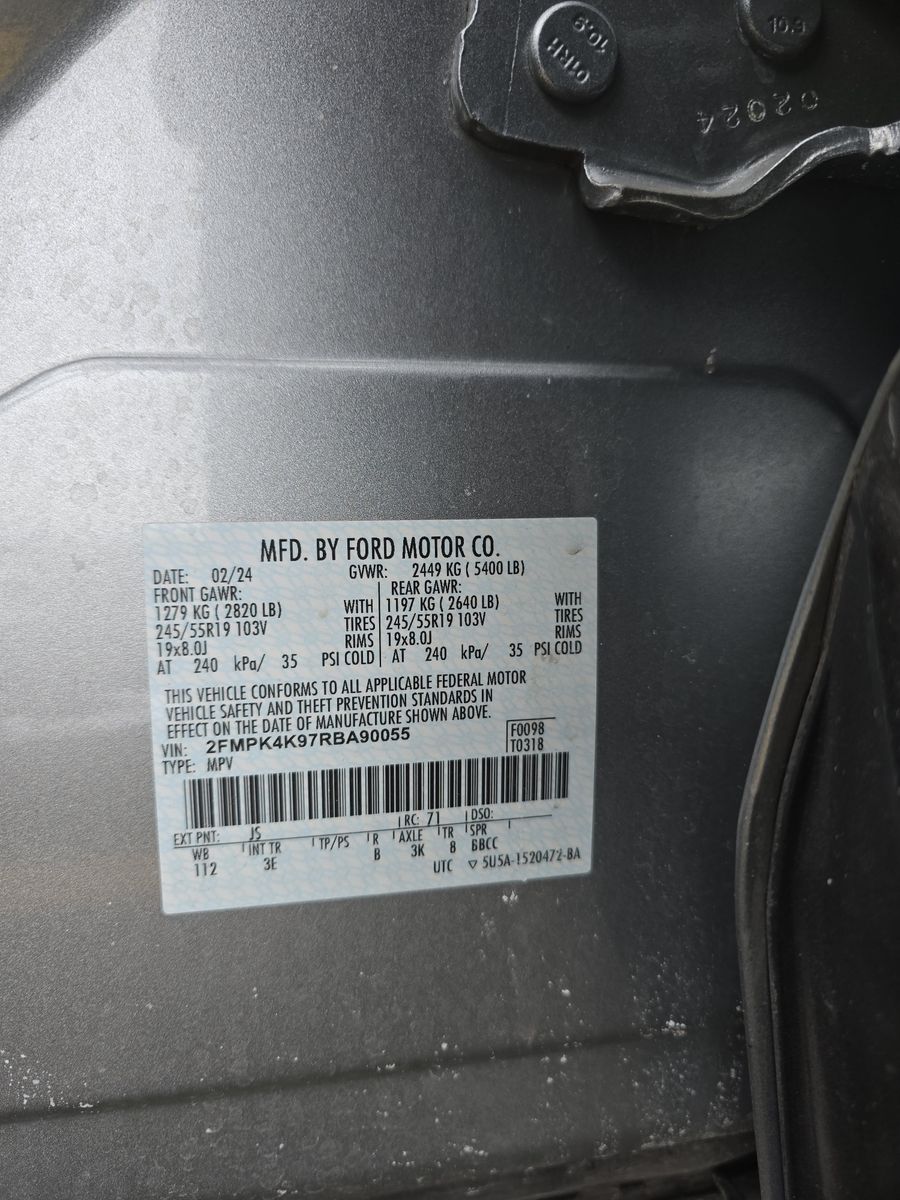 O1RH
10.9
10.9
02024
MFD. BY FORD MOTOR CO.
DATE: 02/24 GVWR: 2449 KG ( 5400 LB)
FRONT GAWR: REAR GAWR:
1279 KG ( 2820 LB) WITH 1197 KG ( 2640 LB) WITH
245/55R19 103V TIRES 245/55R19 103V TIRES
19x8.0J RIMS 19x8.0J RIMS
AT 240 kPa/ 35 PSI COLD AT 240 kPa/ 35 PSI COLD
THIS VEHICLE CONFORMS TO ALL APPLICABLE FEDERAL MOTOR
VEHICLE SAFETY AND THEFT PREVENTION STANDARDS IN
EFFECT ON THE DATE OF MANUFACTURE SHOWN ABOVE.
VIN: 2FMPK4K97RBA90055 F0098
TYPE: MPV T0318
EXT PNT: JS RC: 71 DSO:
WB INT TR TP/PS R AXLE TR SPR
112 3E B 3K 8 BBCC
UTC ▽ 5U5A-1520472-BA